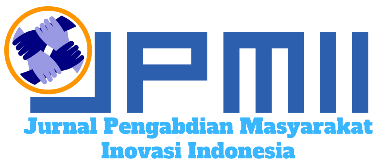 JPMII
Jurnal Pengabdian Masyarakat
Inovasi Indonesia